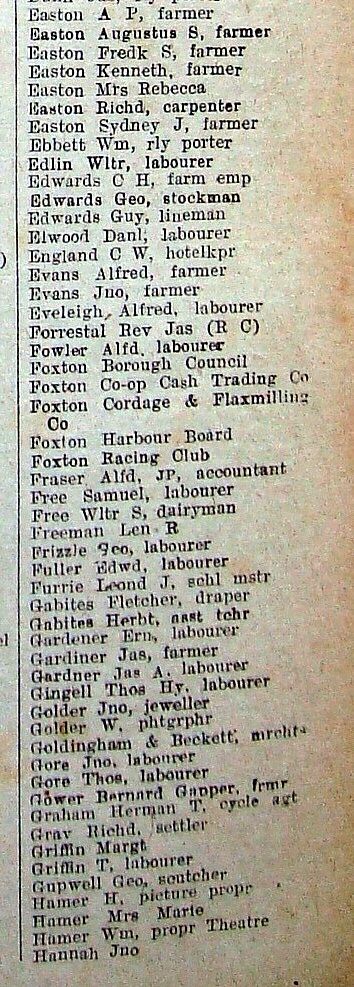 Easton A P, farmer
Easton Augustus S, farmer
Easton Fredk S, farmer
Easton Kenneth, farmer
Easton Mrs Rebecca
Easton Richd, carpenter
Easton Sydney J, farmer
Ebbett Wm, rly porter
Edlin Wltr, labourer
Edwards C H, farm emp
Edwards Geo, stockman
Edwards Guy, lineman
Elwood Danl, labourer
England C W, hotelkpr
Evans Alfred, farmer
Evans Jno, farmer
Eveleigh, Alfred, labourer
Forrestal Rev Jas (R C)
Fowler Alfd, labourer
Foxton Borough Council
Foxton Co-op Cash Trading Co
Foxton Cordage & Flaxmilling
Co
Foxton Harbour Board
Foxton Racing Club
Fraser Alfd, JP, accountant
Free Samuel, labourer
Free Wltr S, dairyman
Freeman Len R
Frizzle Geo, labourer
Fuller Edwd, labourer
Furrie Leond J, schl mstr
Gabites Fletcher, draper
Gabites Herbt, asst tchr
Gardener Ern, labourer
Gardiner Jas, farmer
Gardner Jas A, labourer
Gingell Thos Hy, labourer
Golder Jno, jeweller
Golder W, phtgrphr
Goldingham & Beckett, mrchts
Gore Jno, labourer
Gore Thos, labourer
Gower Bernard Gapper, frmr
Graham Herman T, cycle agt
Gray Richd, settler
Griffin Margt
Griffin T, labourer
Gupwell Geo, scutcher
Hamer H, picture propr
Hamer Mrs Marie
Hamer Wm, propr Theatre
Hannah Jno